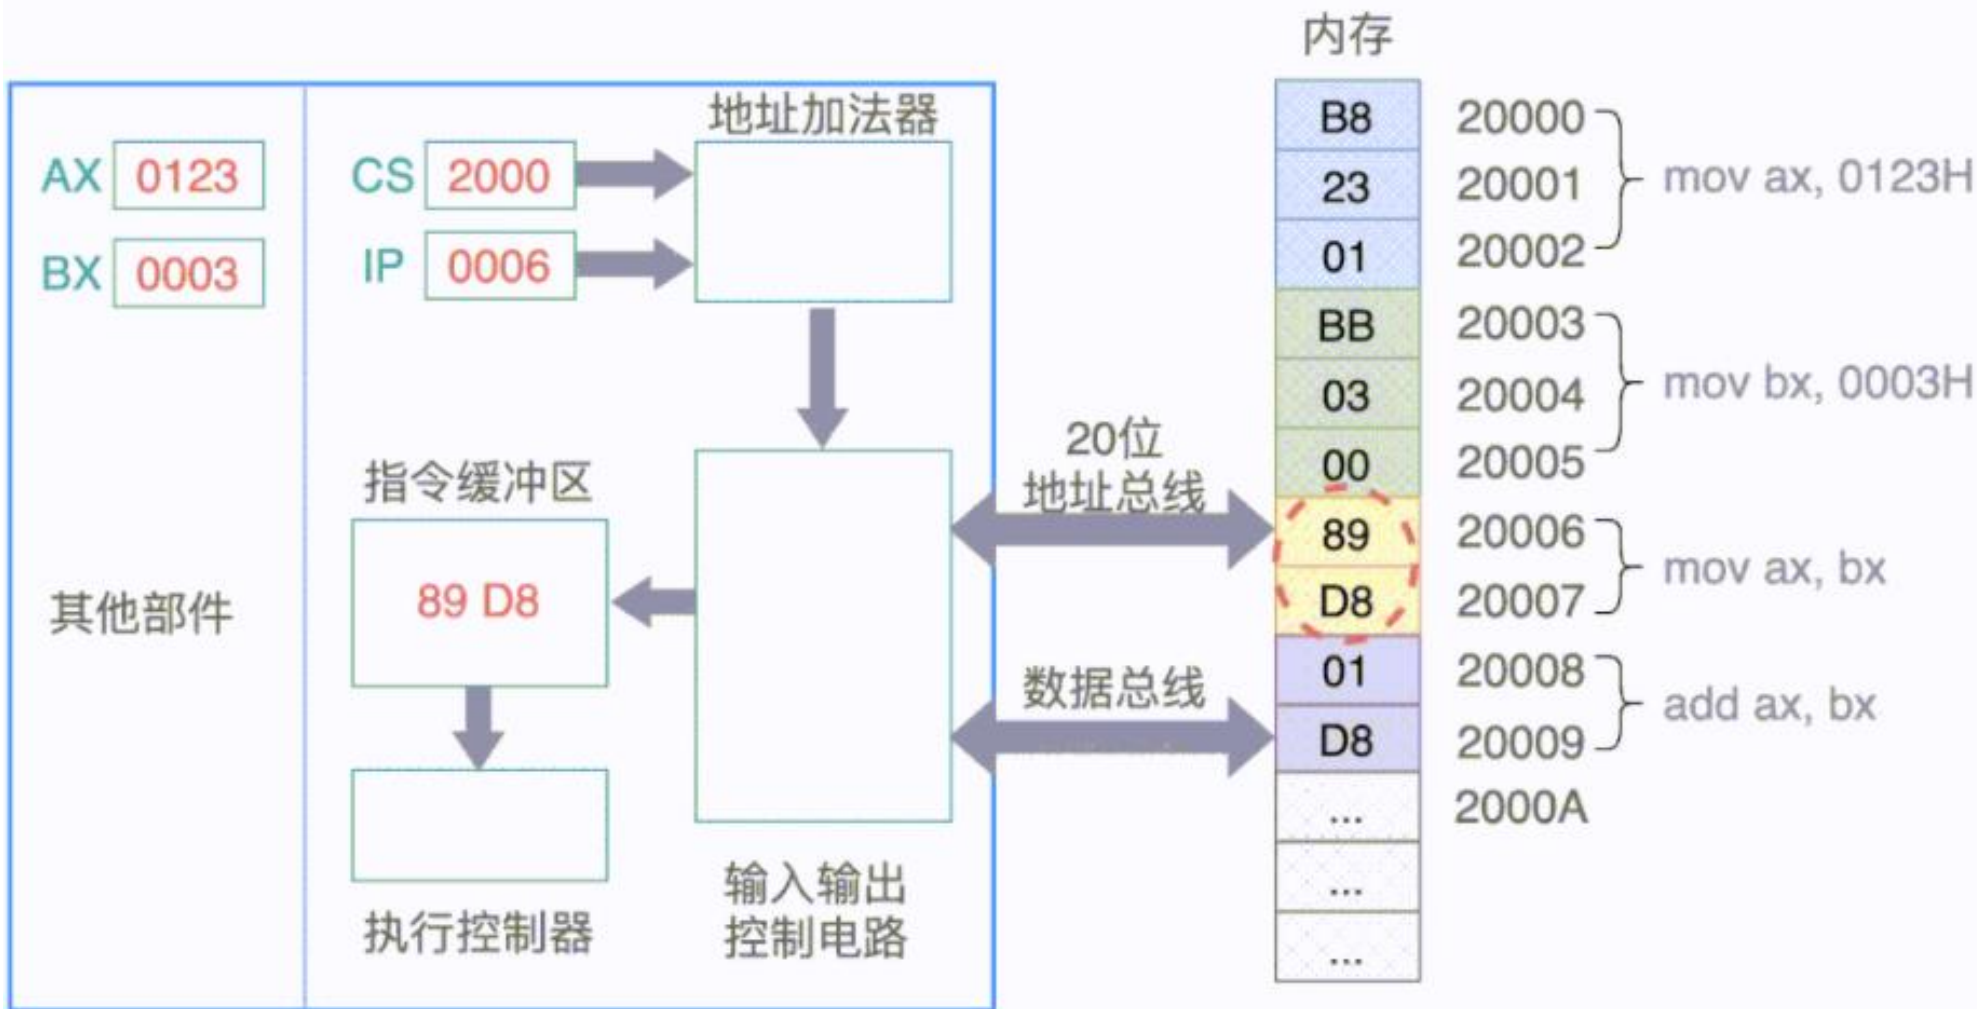 内存
地址加法器
AX 0123
CS 2000
BX 0003
IP 0006
B8 20000
23 20001
01 20002
mov ax, 0123H
BB 20003
03 20004
00 20005
mov bx, 0003H
89 20006
D8 20007
mov ax, bx
01 20008
D8 20009
add ax, bx
... 2000A
...
...
20位
地址总线
数据总线
指令缓冲区
89 D8
其他部件
执行控制器
输入输出
控制电路